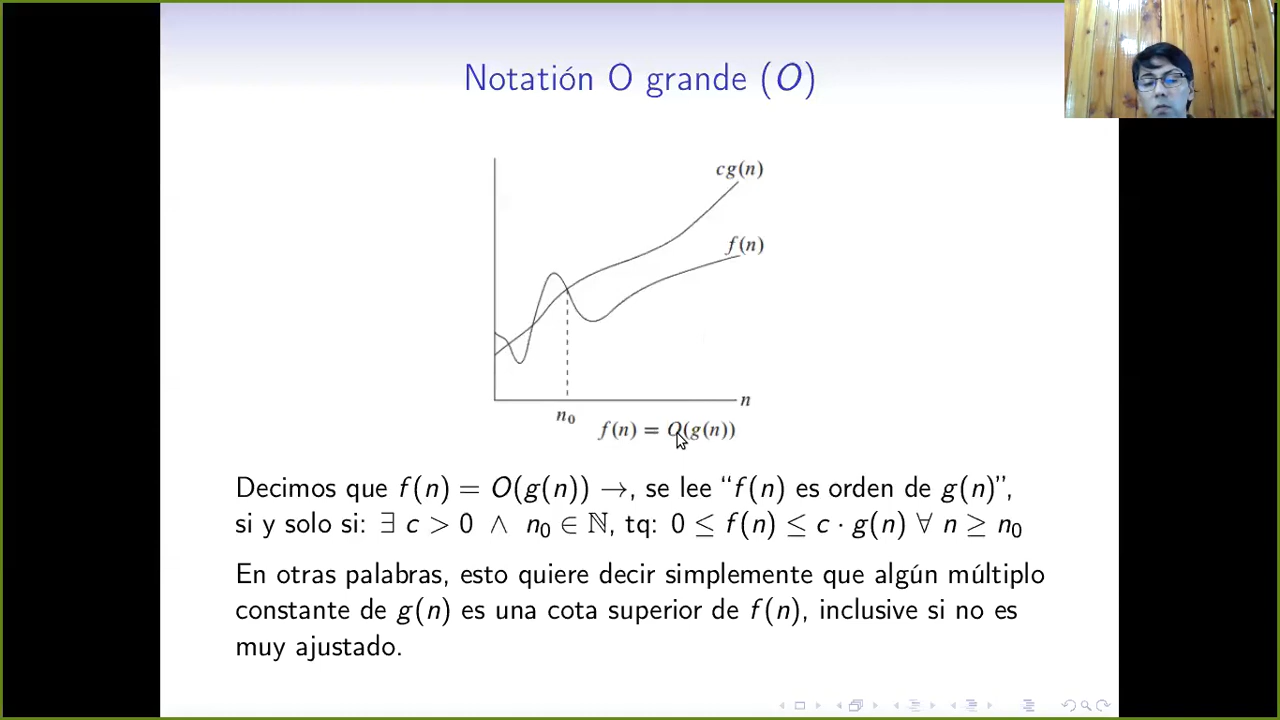 Notatión O grande (O)
cg(n)
f(n)
n
n₀
f(n) = O(g(n))
Decimos que f(n) = O(g(n)) →, se lee “f(n) es orden de g(n)”,
si y solo si: ∃ c > 0 ∧ n₀ ∈ ℕ, tq: 0 ≤ f(n) ≤ c · g(n) ∀ n ≥ n₀
En otras palabras, esto quiere decir simplemente que algún múltiplo
constante de g(n) es una cota superior de f(n), inclusive si no es
muy ajustado.